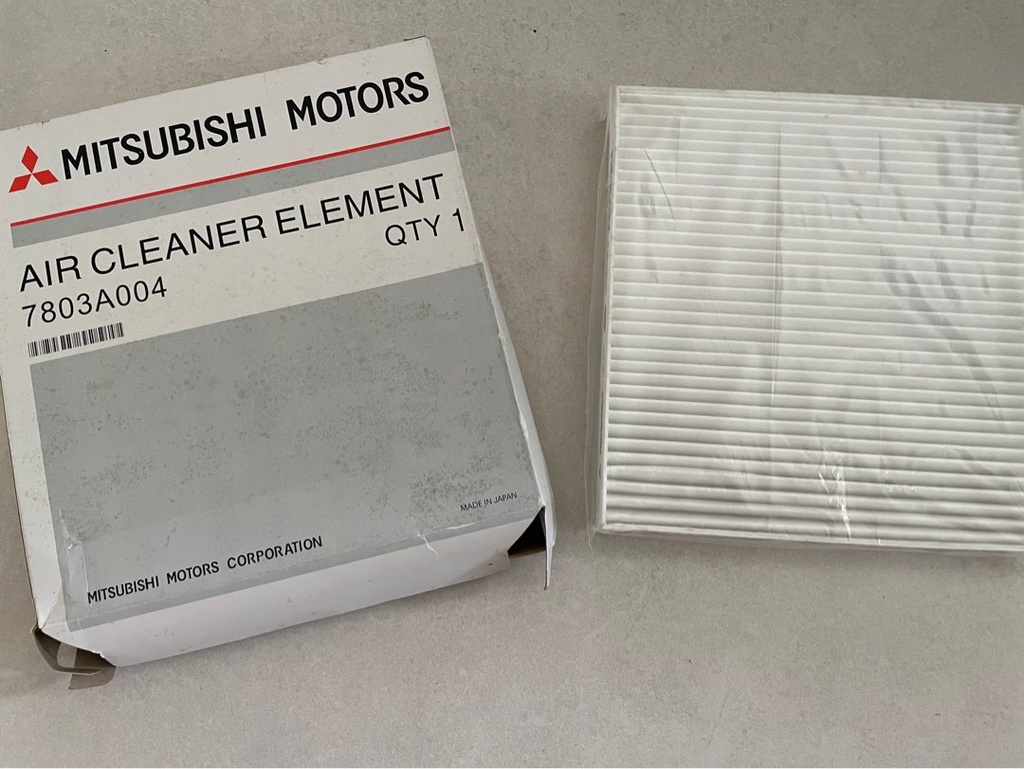 MITSUBISHI MOTORS
AIR CLEANER ELEMENT
QTY 1
7803A004
MADE IN JAPAN
MITSUBISHI MOTORS CORPORATION